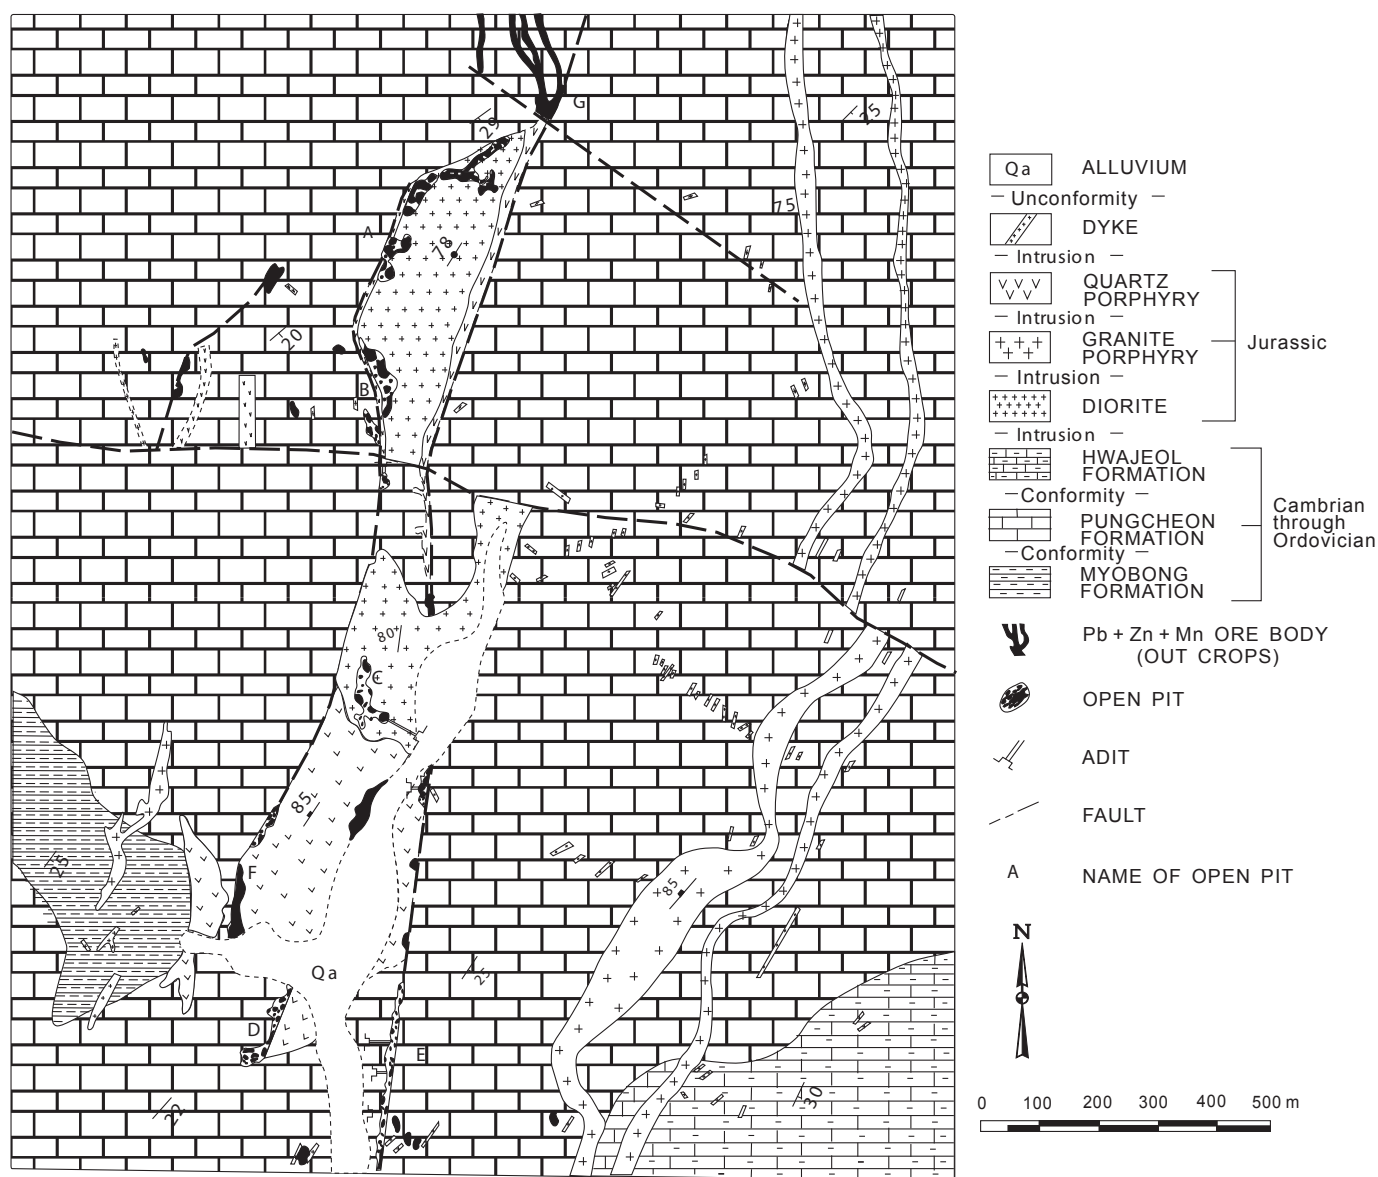 G
29
25
75
A
78
20
B
80
C
85
25
F
85
Qa
25
D
E
22
30
Qa ALLUVIUM
— Unconformity —
DYKE
— Intrusion —
QUARTZ
PORPHYRY
— Intrusion —
GRANITE
PORPHYRY
Jurassic
— Intrusion —
DIORITE
— Intrusion —
HWAJEOL
FORMATION
—Conformity —
PUNGCHEON
FORMATION
—Conformity —
MYOBONG
FORMATION
Cambrian
through
Ordovician
Pb + Zn + Mn ORE BODY
(OUT CROPS)
OPEN PIT
ADIT
FAULT
A NAME OF OPEN PIT
N
0 100 200 300 400 500 m